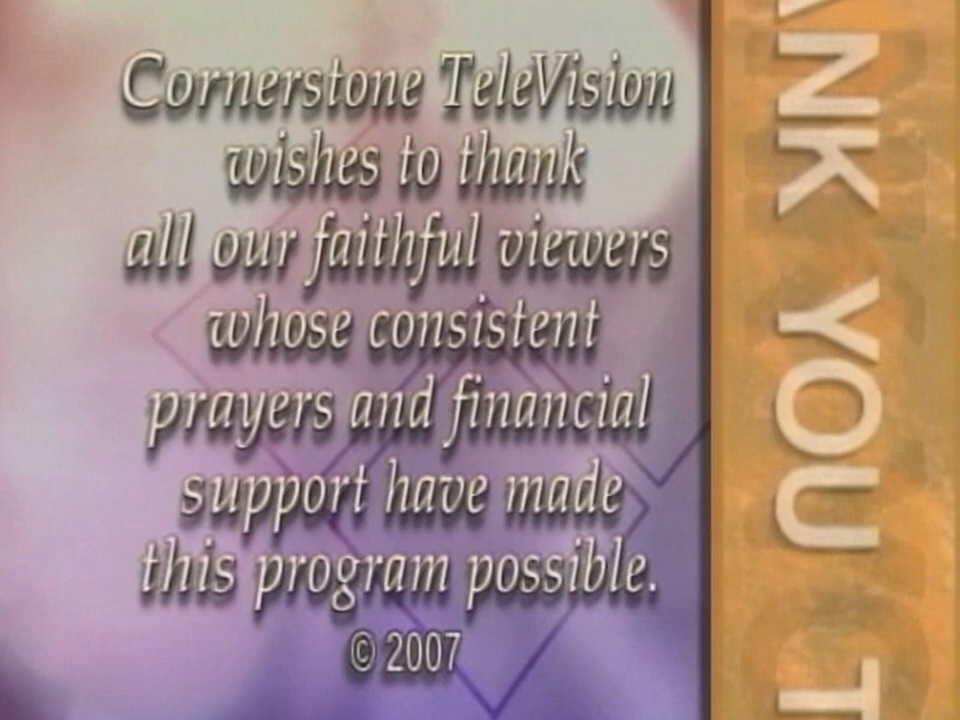 Cornerstone TeleVision
wishes to thank
all our faithful viewers
whose consistent
prayers and financial
support have made
this program possible.
© 2007
ANK YOU T